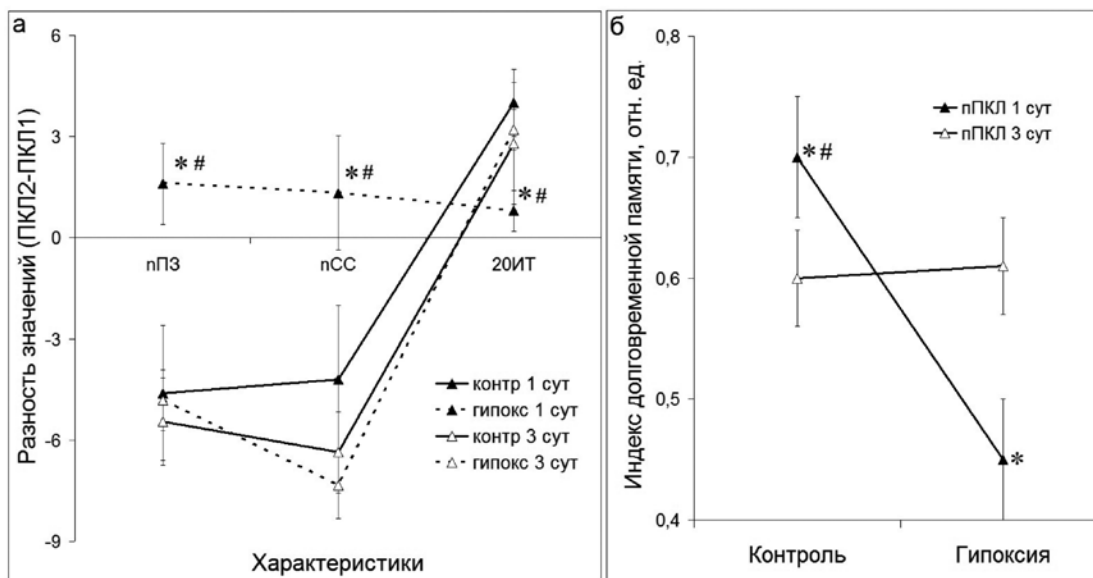 а
Разность значений (ПКЛ2-ПКЛ1)
6
3
0
-3
-6
-9
* #
* #
* #
пПЗ
пСС
20ИТ
контр 1 сут
гипокс 1 сут
контр 3 сут
гипокс 3 сут
Характеристики
б
Индекс долговременной памяти, отн. ед.
0,8
0,7
0,6
0,5
0,4
пПКЛ 1 сут
пПКЛ 3 сут
* #
*
Контроль
Гипоксия